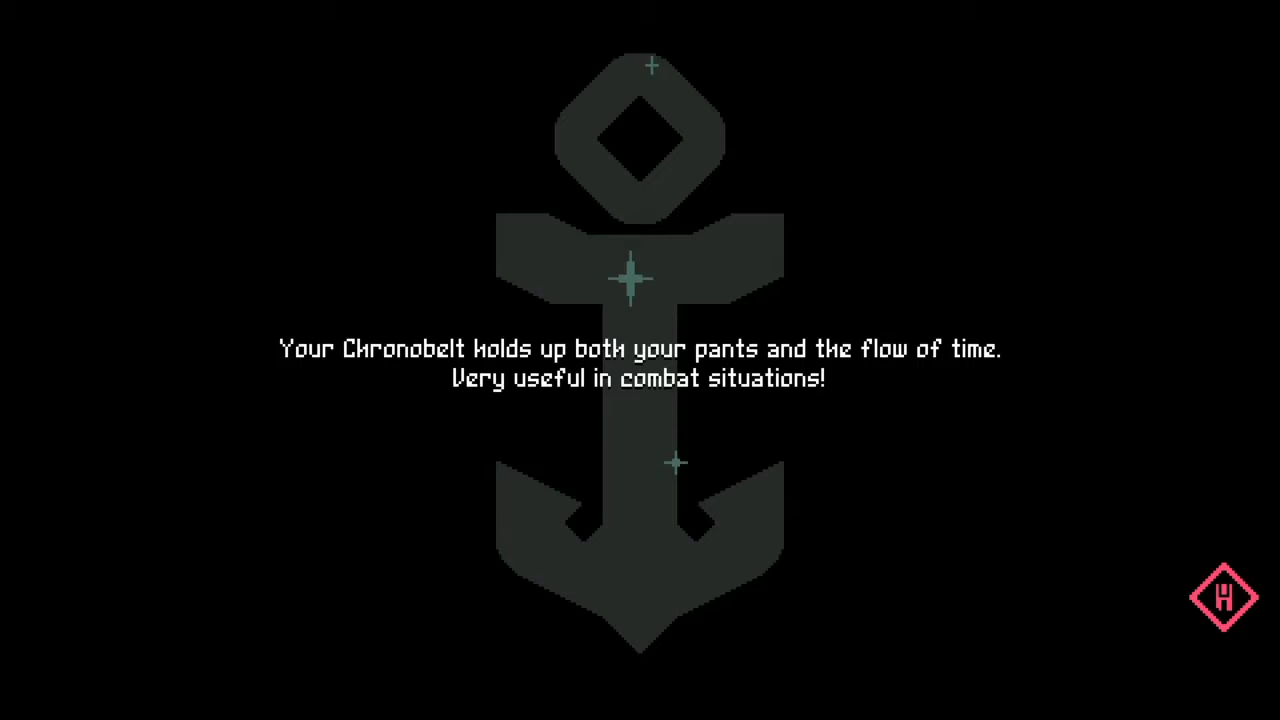 Your Chronobelt holds up both your pants and the flow of time.
Very useful in combat situations!